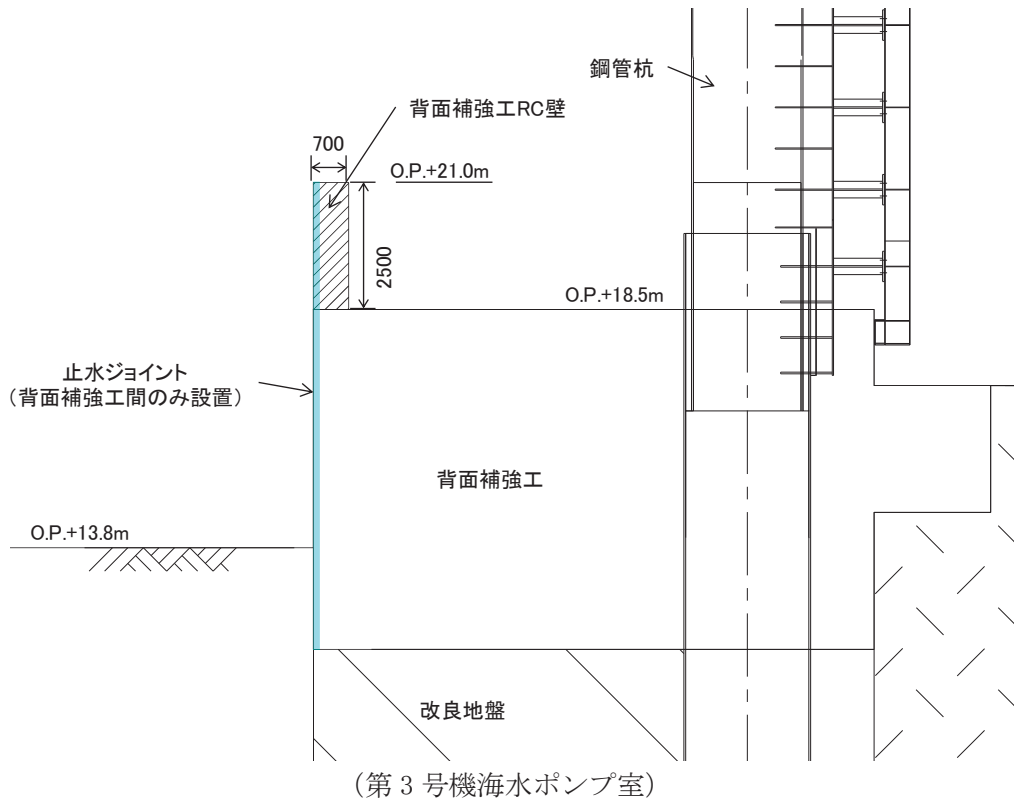 鋼管杭
背面補強工RC壁
700
O.P.+21.0m
2500
O.P.+18.5m
止水ジョイント
(背面補強工間のみ設置)
背面補強工
O.P.+13.8m
改良地盤
(第 3 号機海水ポンプ室)